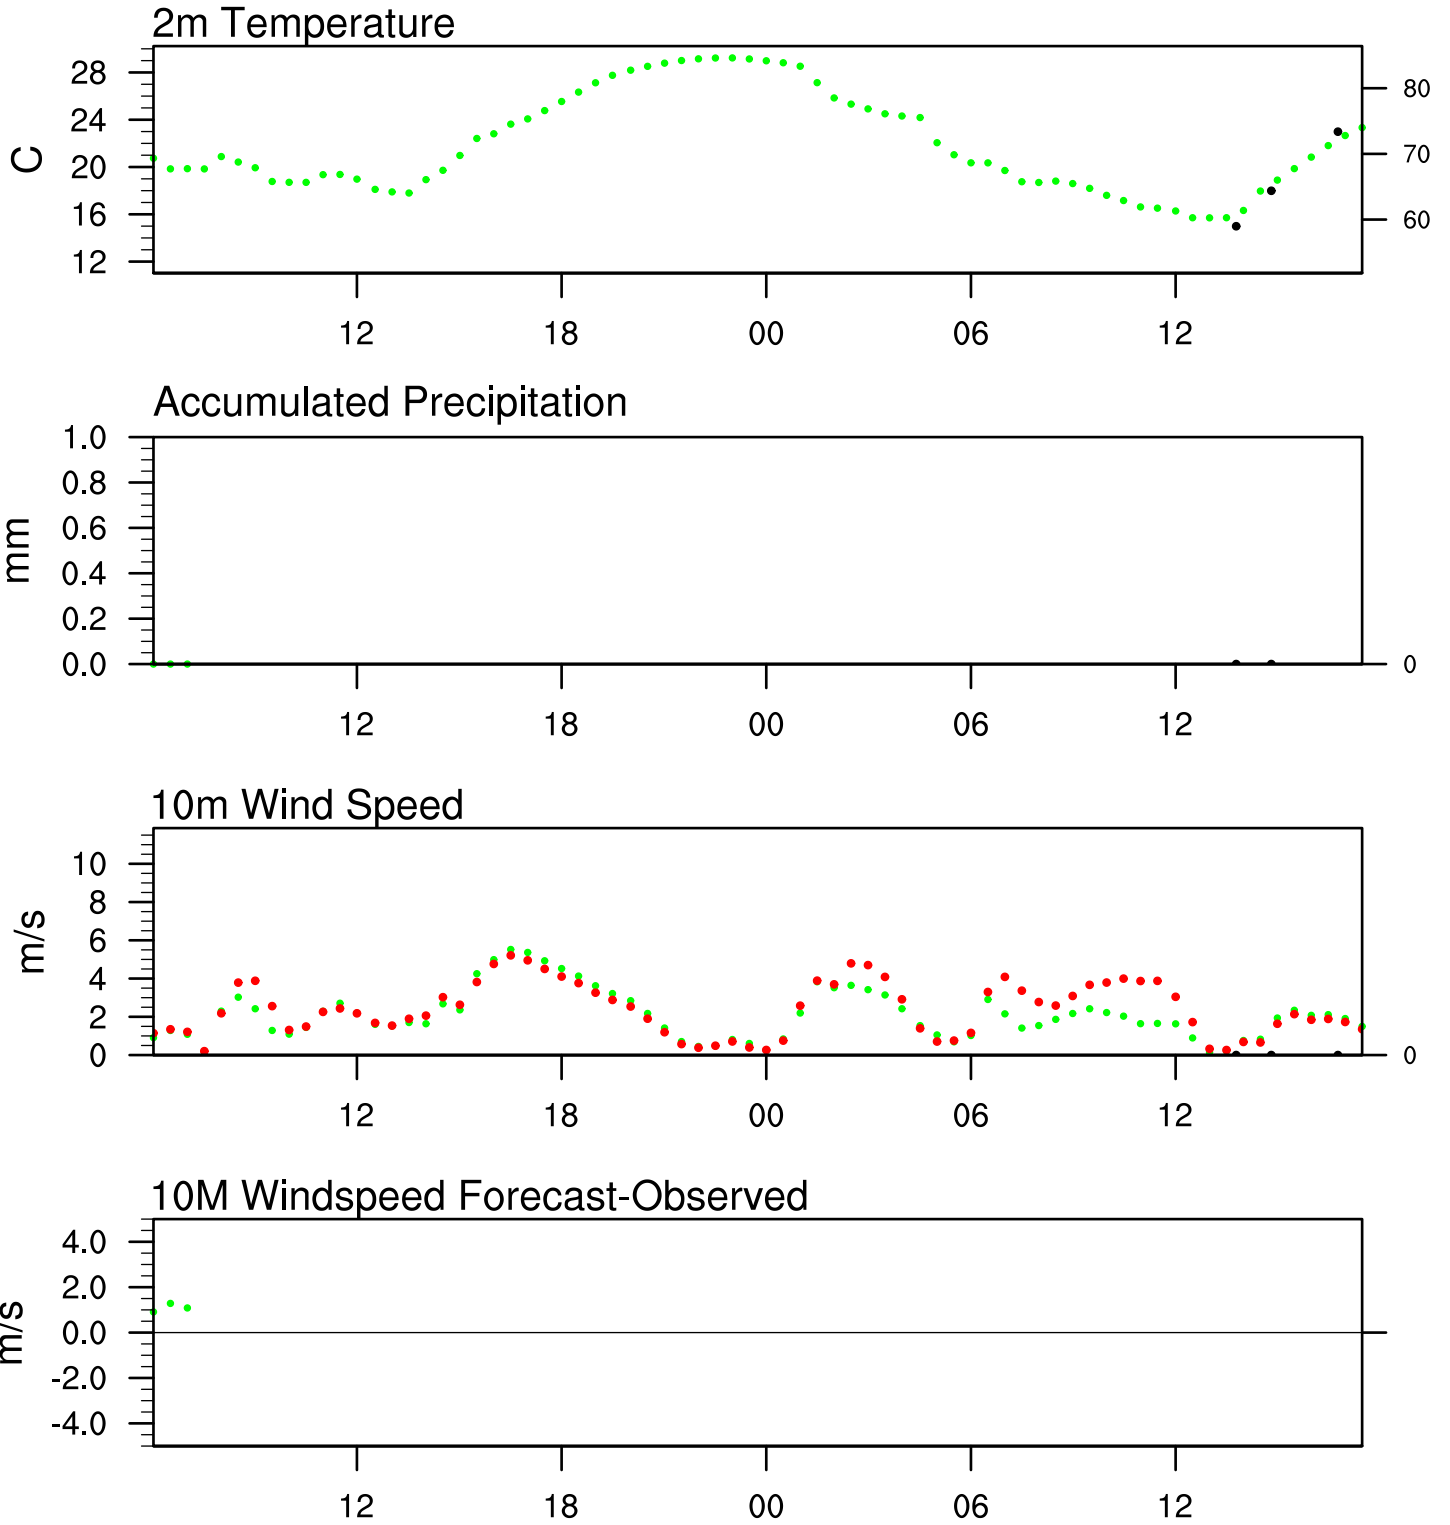 2m Temperature
28
24
20
16
12
C
80
70
60
12 18 00 06 12
Accumulated Precipitation
1.0
0.8
0.6
0.4
0.2
0.0
mm
0
12 18 00 06 12
10m Wind Speed
10
8
6
4
2
0
m/s
0
12 18 00 06 12
10M Windspeed Forecast-Observed
4.0
2.0
0.0
-2.0
-4.0
m/s
12 18 00 06 12